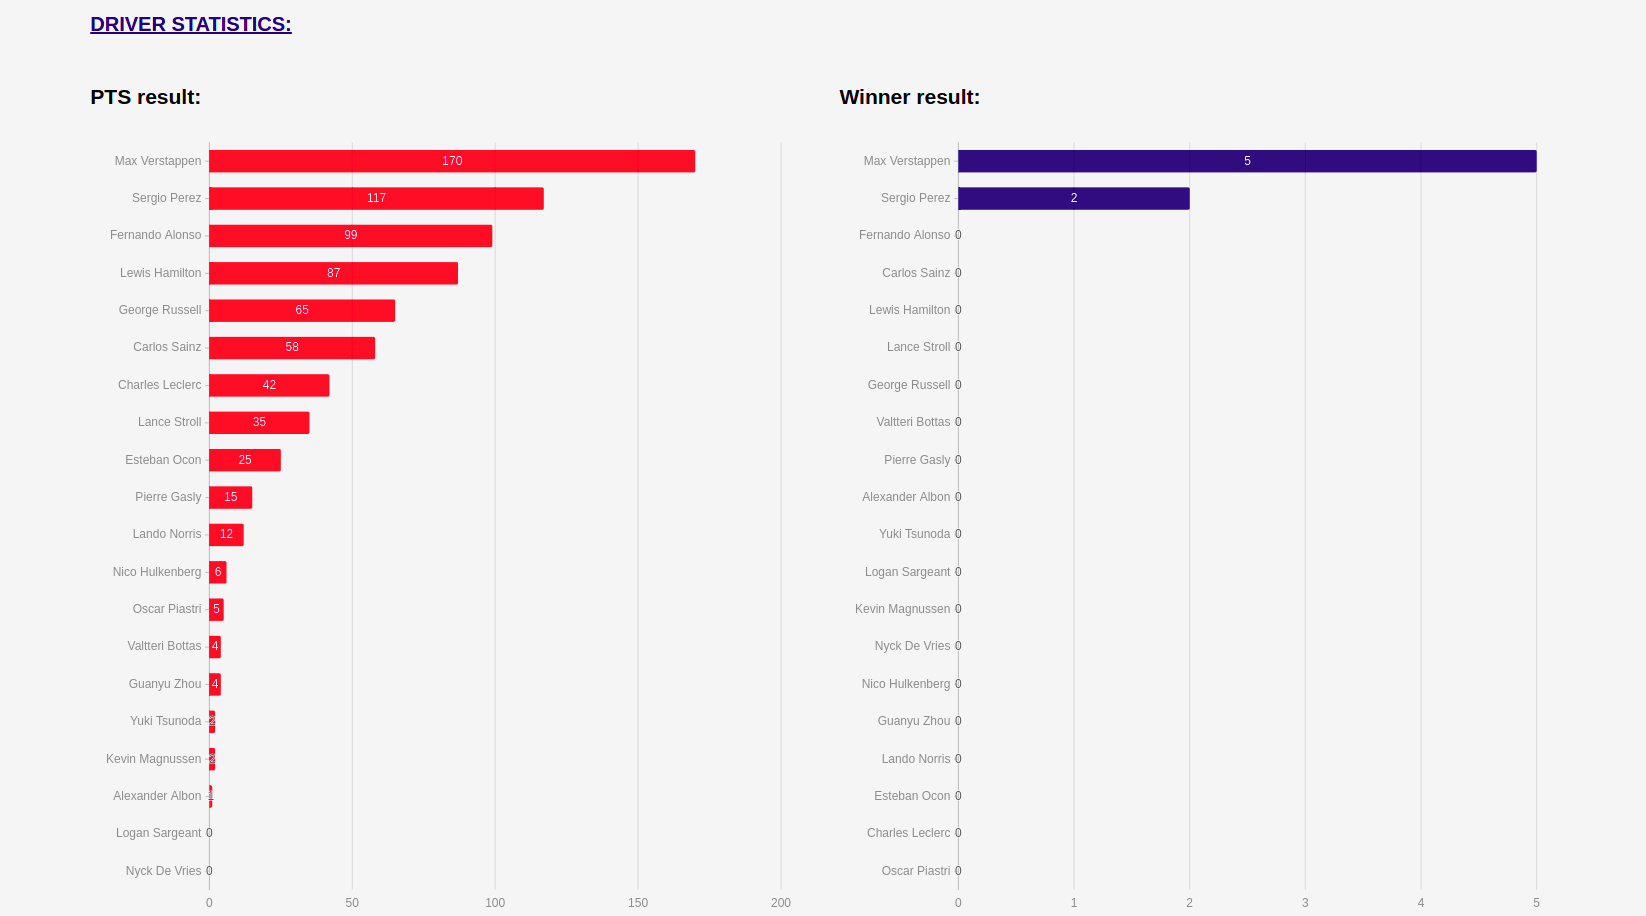 DRIVER STATISTICS:
PTS result:
Max Verstappen 170
Sergio Perez 117
Fernando Alonso 99
Lewis Hamilton 87
George Russell 65
Carlos Sainz 58
Charles Leclerc 42
Lance Stroll 35
Esteban Ocon 25
Pierre Gasly 15
Lando Norris 12
Nico Hulkenberg 6
Oscar Piastri 5
Valtteri Bottas 4
Guanyu Zhou 4
Yuki Tsunoda 2
Kevin Magnussen 2
Alexander Albon 1
Logan Sargeant 0
Nyck De Vries 0
0 50 100 150 200
Winner result:
Max Verstappen 5
Sergio Perez 2
Fernando Alonso 0
Carlos Sainz 0
Lewis Hamilton 0
Lance Stroll 0
George Russell 0
Valtteri Bottas 0
Pierre Gasly 0
Alexander Albon 0
Yuki Tsunoda 0
Logan Sargeant 0
Kevin Magnussen 0
Nyck De Vries 0
Nico Hulkenberg 0
Guanyu Zhou 0
Lando Norris 0
Esteban Ocon 0
Charles Leclerc 0
Oscar Piastri 0
0 1 2 3 4 5